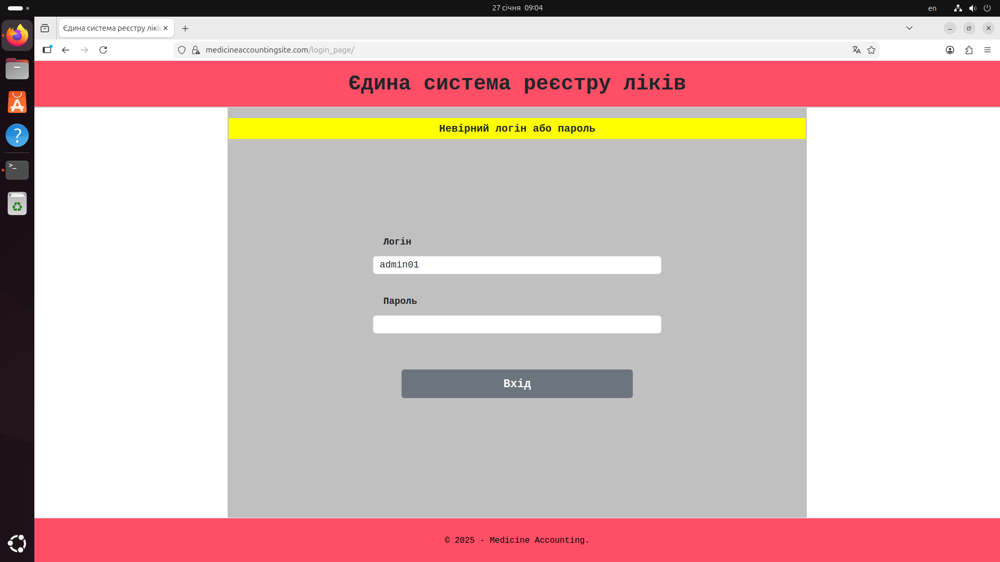 27 січня 09:04
en
Єдина система реєстру лікі
medicineaccountingsite.com/login_page/
Єдина система реєстру ліків
Невірний логін або пароль
Логін
admin01
Пароль
Вхід
© 2025 - Medicine Accounting.